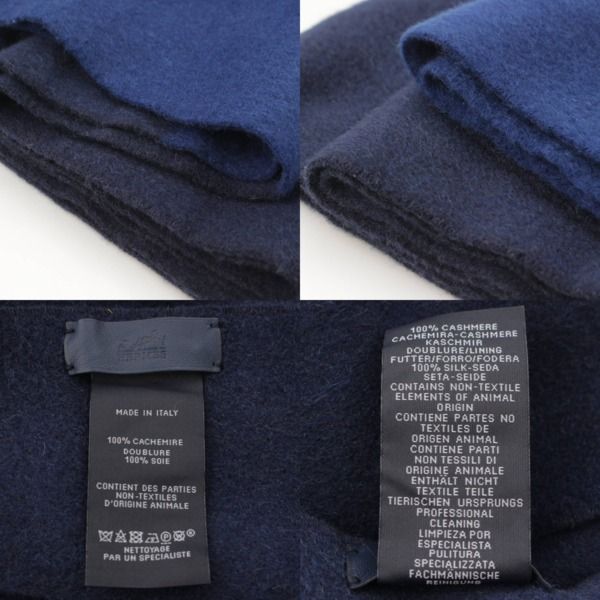 HERMES
MADE IN ITALY
100% CACHEMIRE
DOUBLURE
100% SOIE
CONTIENT DES PARTIES
NON-TEXTILES
D'ORIGINE ANIMALE
NETTOYAGE
PAR UN SPECIALISTE
100% CASHMERE
CACHEMIRA-CASHMERE
KASCHMIR
DOUBLURE/LINING
FUTTER/FORRO/FODERA
100% SILK-SEDA
SETA-SEIDE
CONTAINS NON-TEXTILE
ELEMENTS OF ANIMAL
ORIGIN
CONTIENE PARTES NO
TEXTILES DE
ORIGEN ANIMAL
CONTIENE PARTI
NON TESSILI DI
ORIGINE ANIMALE
ENTHÄLT NICHT
TEXTILE TEILE
TIERISCHEN URSPRUNGS
PROFESSIONAL
CLEANING
LIMPIEZA POR
ESPECIALISTA
PULITURA
SPECIALIZZATA
FACHMÄNNISCHE
REINIGUNG